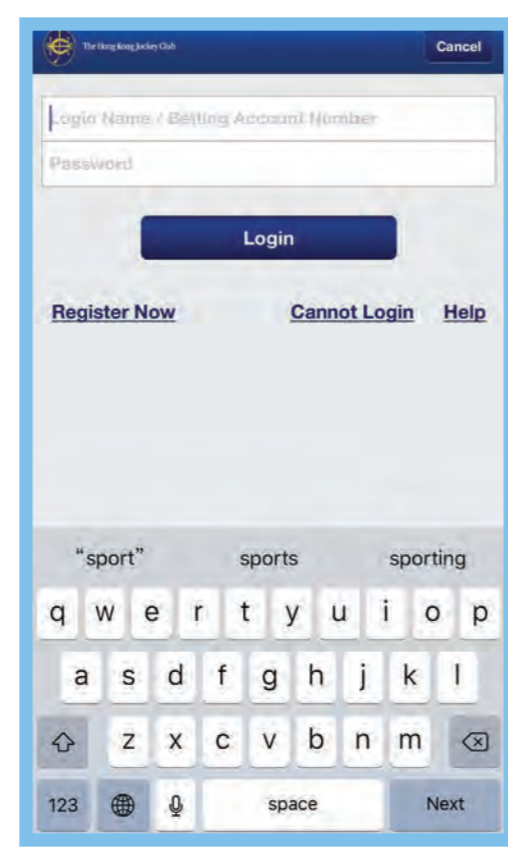 The Hong Kong Jockey Club
Cancel
Login Name / Betting Account Number
Password
Login
Register Now Cannot Login Help
“sport” sports sporting
q w e r t y u i o p
a s d f g h j k l
z x c v b n m
123 space Next